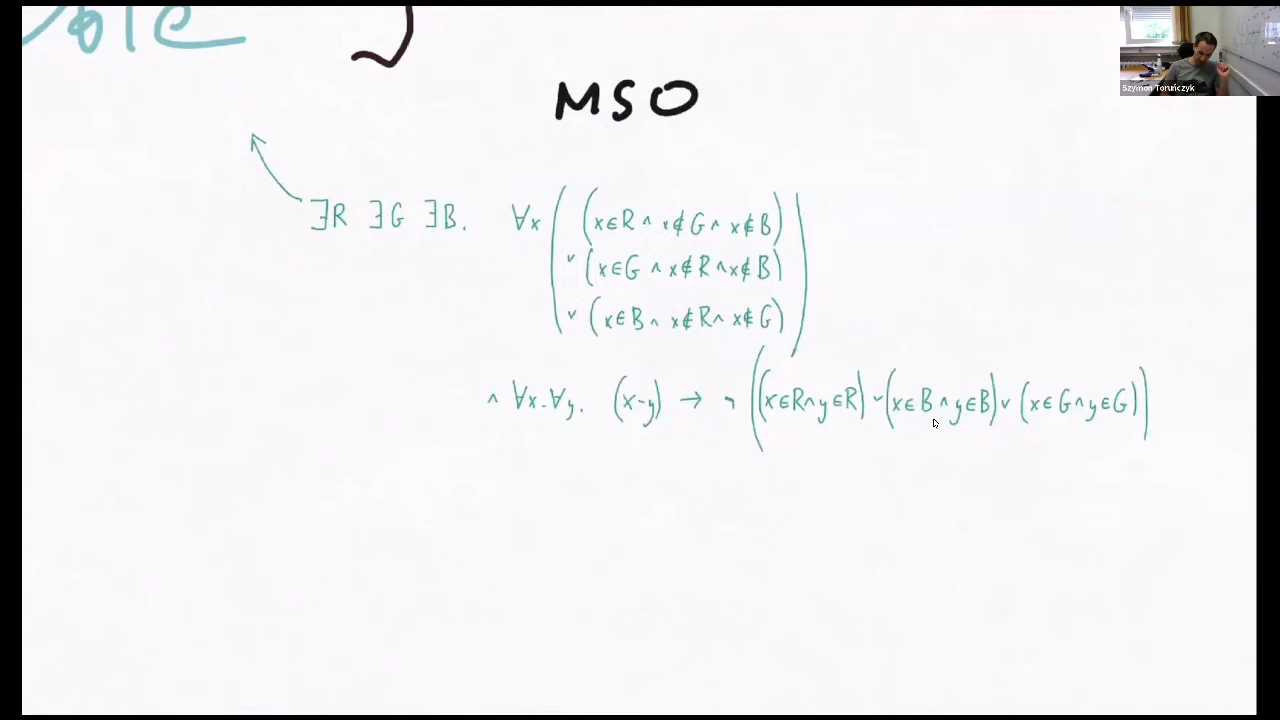 Szymon Toruńczyk
MSO
∃R ∃G ∃B. ∀x ( (x∈R ∧ x∉G ∧ x∉B)
∨ (x∈G ∧ x∉R ∧ x∉B)
∨ (x∈B ∧ x∉R ∧ x∉G) )
∧ ∀x. ∀y. (x-y) → ¬ ((x∈R ∧ y∈R) ∨ (x∈B ∧ y∈B) ∨ (x∈G ∧ y∈G))